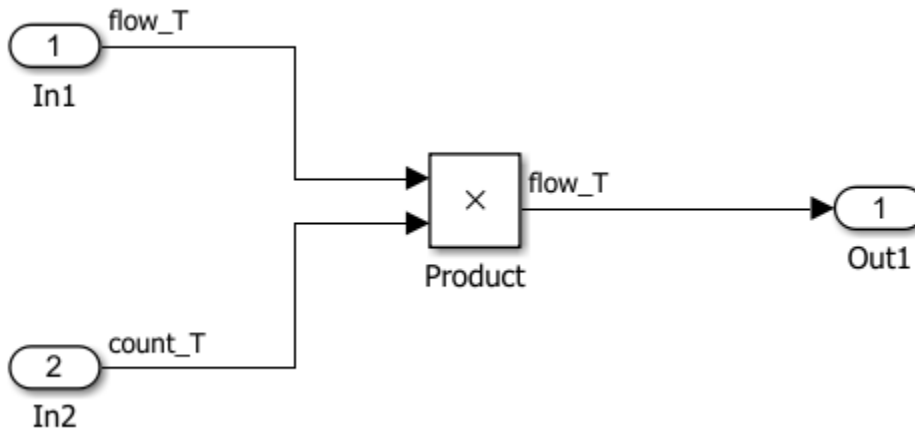 flow_T
1
In1
×
flow_T
Product
1
Out1
count_T
2
In2